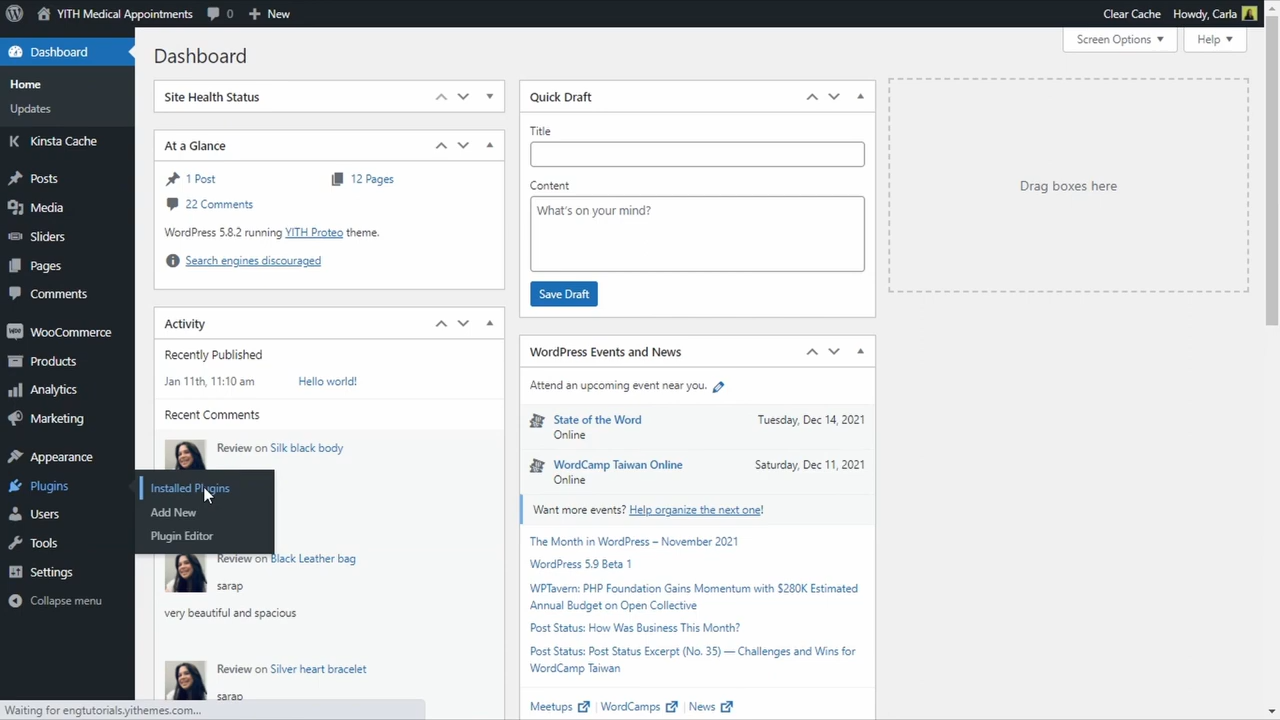 YITH Medical Appointments 0 New Clear Cache Howdy, Carla
Screen Options Help
Dashboard
Home
Updates
Kinsta Cache
Posts
Media
Sliders
Pages
Comments
WooCommerce
Products
Analytics
Marketing
Appearance
Plugins
Users
Tools
Settings
Collapse menu
Installed Plugins
Add New
Plugin Editor
Dashboard
Site Health Status
At a Glance
1 Post 12 Pages
22 Comments
WordPress 5.8.2 running YITH Proteo theme.
Search engines discouraged
Activity
Recently Published
Jan 11th, 11:10 am Hello world!
Recent Comments
Review on Silk black body
Review on Black Leather bag
sarap
very beautiful and spacious
Review on Silver heart bracelet
sarap
Quick Draft
Title
Content
What's on your mind?
Save Draft
WordPress Events and News
Attend an upcoming event near you.
State of the Word Tuesday, Dec 14, 2021
Online
WordCamp Taiwan Online Saturday, Dec 11, 2021
Online
Want more events? Help organize the next one!
The Month in WordPress – November 2021
WordPress 5.9 Beta 1
WPTavern: PHP Foundation Gains Momentum with $280K Estimated
Annual Budget on Open Collective
Post Status: How Was Business This Month?
Post Status: Post Status Excerpt (No. 35) — Challenges and Wins for
WordCamp Taiwan
Meetups | WordCamps | News
Drag boxes here
Waiting for engtutorials.yithemes.com...